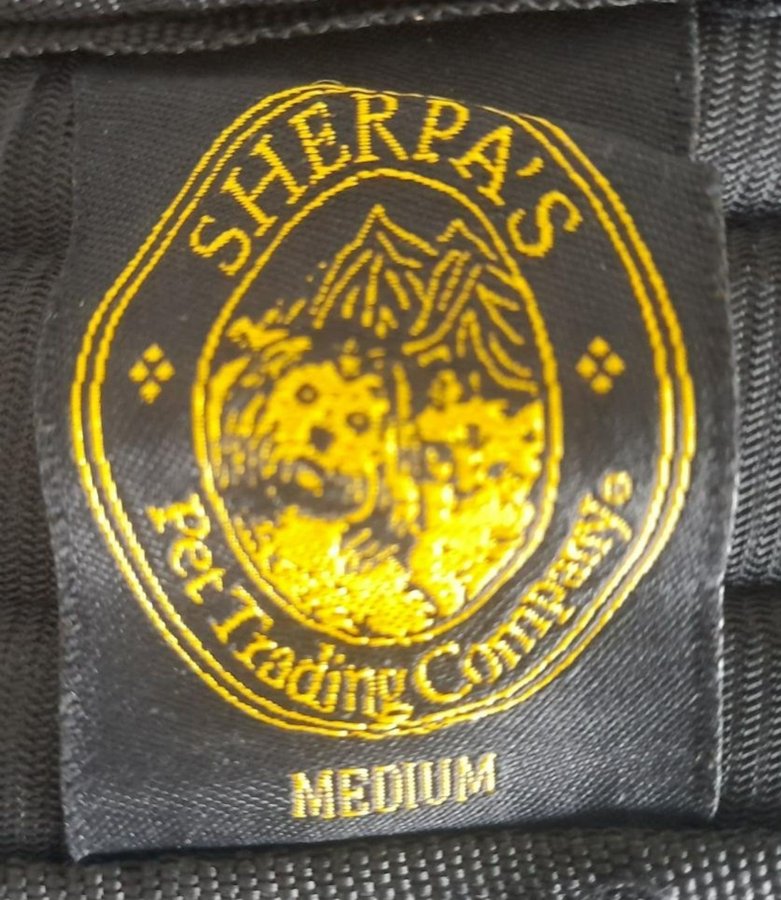 SHERPA'S
Pet Trading Company®
MEDIUM